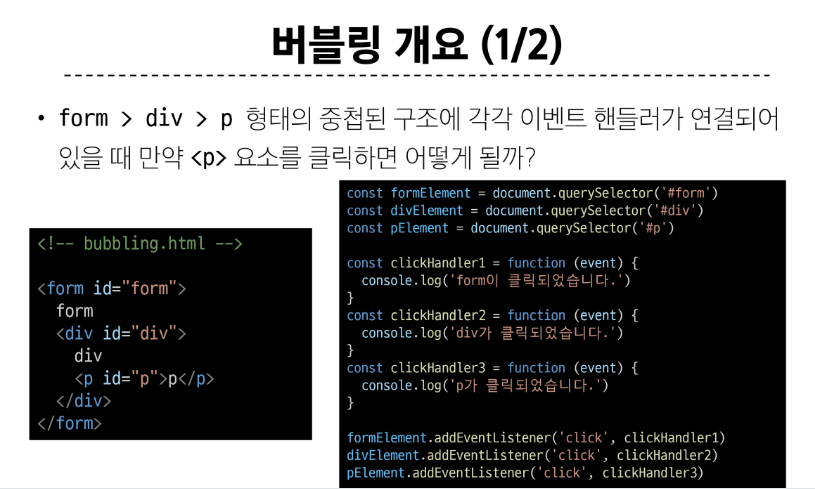 버블링 개요 (1/2)
• form > div > p 형태의 중첩된 구조에 각각 이벤트 핸들러가 연결되어
있을 때 만약 <p> 요소를 클릭하면 어떻게 될까?
<!-- bubbling.html -->
<form id="form">
form
<div id="div">
div
<p id="p">p</p>
</div>
</form>
const formElement = document.querySelector('#form')
const divElement = document.querySelector('#div')
const pElement = document.querySelector('#p')
const clickHandler1 = function (event) {
console.log('form이 클릭되었습니다.')
}
const clickHandler2 = function (event) {
console.log('div가 클릭되었습니다.')
}
const clickHandler3 = function (event) {
console.log('p가 클릭되었습니다.')
}
formElement.addEventListener('click', clickHandler1)
divElement.addEventListener('click', clickHandler2)
pElement.addEventListener('click', clickHandler3)